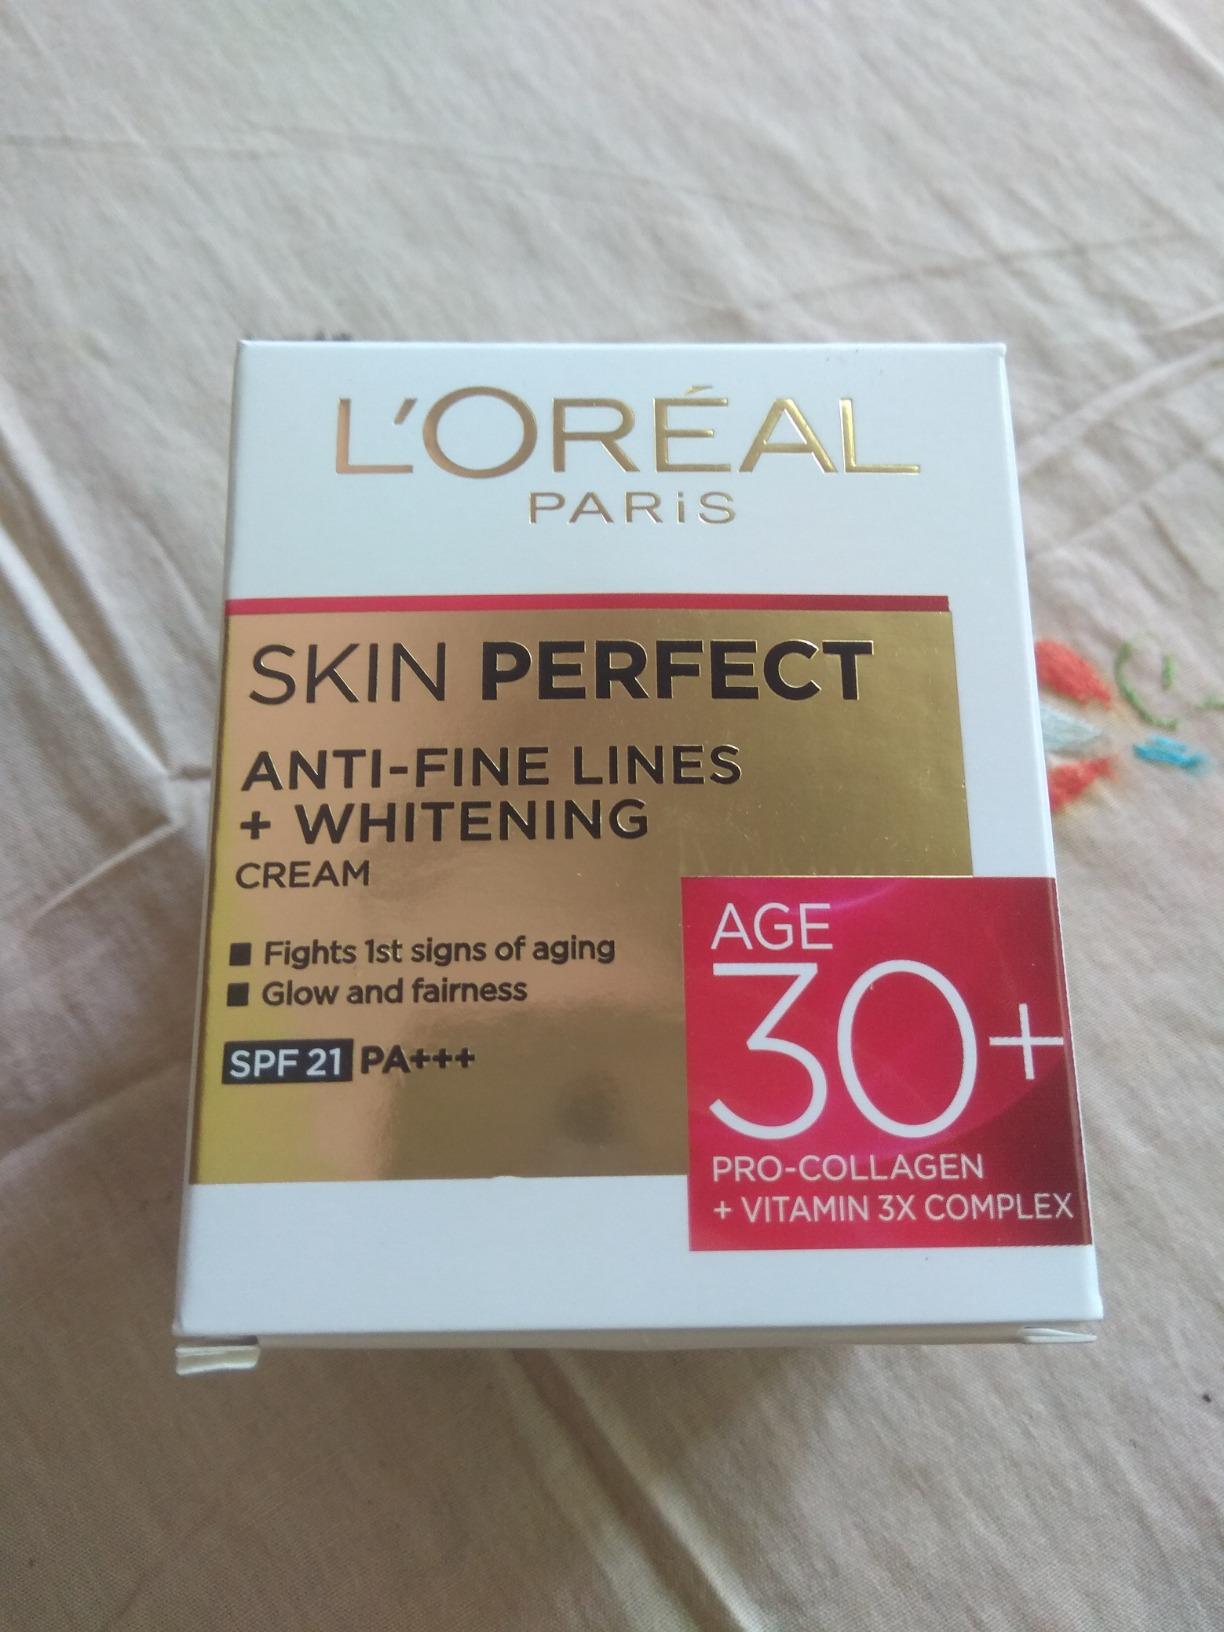 L'ORÉAL
PARiS
SKIN PERFECT
ANTI-FINE LINES
+ WHITENING
CREAM
■ Fights 1st signs of aging
■ Glow and fairness
SPF 21 PA+++
AGE
30+
PRO-COLLAGEN
+ VITAMIN 3X COMPLEX